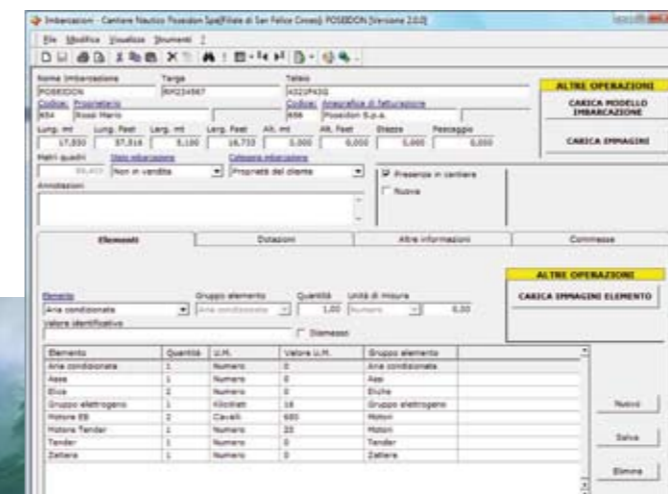 Imbarcazioni - Cantiere Nautico Poseidon Spa(Filiale di San Felice Circeo) POSEIDON [Versione 2.0.0]
File Modifica Visualizza Strumenti ?
Nome Imbarcazione Targa Telaio
POSEIDON
ALTRE OPERAZIONI
Codice Proprietario Codice Anagrafica di fatturazione
654 Rossi Mario 656 Poseidon S.p.a.
CARICA MODELLO IMBARCAZIONE
Lung. mt Lung. Feet Larg. mt Larg. Feet Alt. mt Alt. Feet Stazza Pescaggio
17,530 57,514 5,100 16,733 0,000 0,000 0,000 0,000
CARICA IMMAGINI
Metri quadri Stato imbarcazione Categoria imbarcazione
Non in vendita Proprietà del cliente
Presenza in cantiere
Nuova
Annotazioni
Elementi Dotazioni Altre informazioni Commesse
ALTRE OPERAZIONI
CARICA IMMAGINI ELEMENTO
Elemento Gruppo elemento Quantità Unità di misura
Aria condizionata Aria condizionata 1,00 Numero 0,00
Valore identificativo
Dismesso
Elemento Quantità U.M. Valore U.M. Gruppo elemento
Aria condizionata 1 Numero 0 Aria condizionata
Asse 1 Numero 0 Assi
Elica 2 Numero 0 Eliche
Gruppo elettrogeno 1 KiloWatt 16 Gruppo elettrogeno
Motore EB 2 Cavalli 680 Motori
Motore Tender 1 Numero 20 Motori
Tender 1 Numero 0 Tender
Zattera 1 Numero 0 Zattera
Nuovo
Salva
Elimina